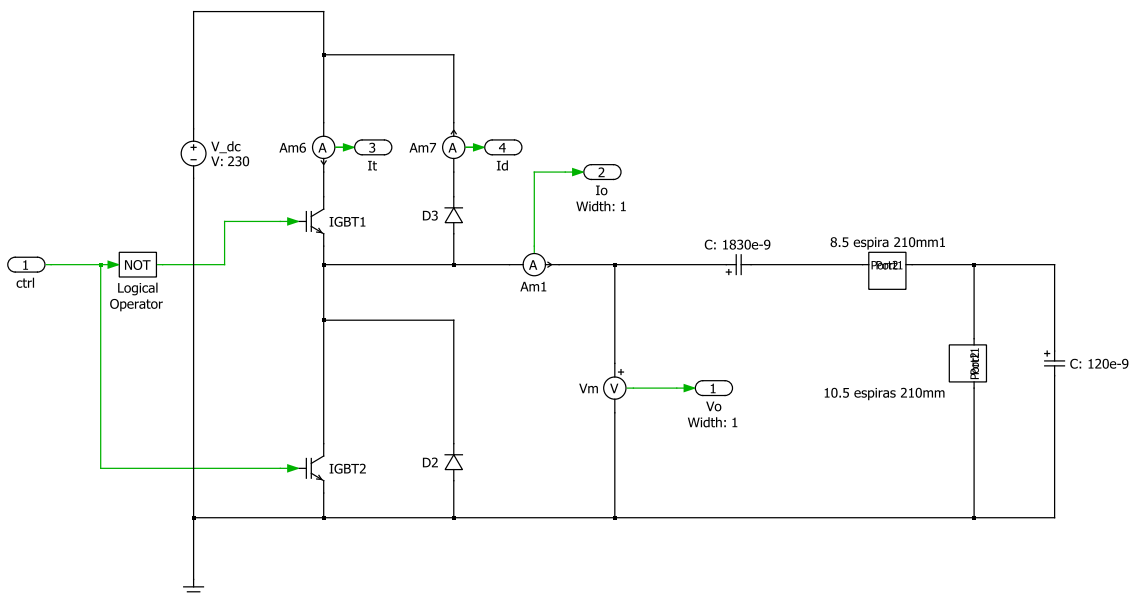 V_dc
V: 230
+
−
Am6
A
3
It
Am7
A
4
Id
2
Io
Width: 1
D3
IGBT1
1
ctrl
NOT
Logical
Operator
A
Am1
C: 1830e-9
+
8.5 espira 210mm1
10.5 espiras 210mm
+
C: 120e-9
Vm
+
V
1
Vo
Width: 1
IGBT2
D2